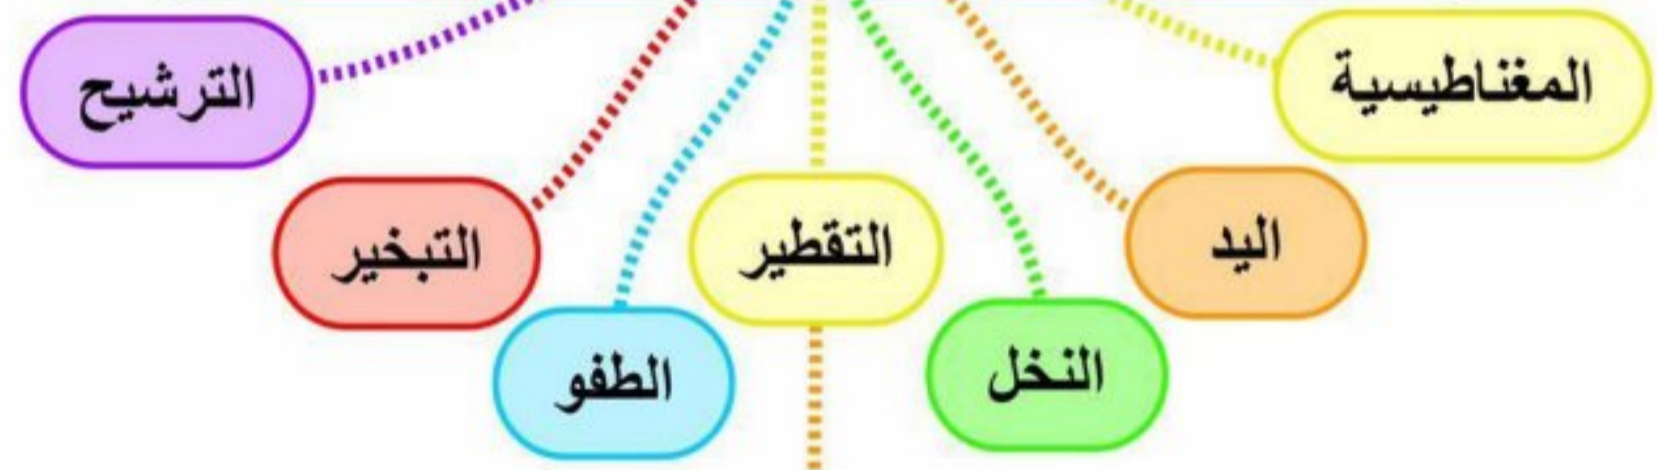 المغناطيسية
اليد
النخل
التقطير
الطفو
التبخير
الترشيح